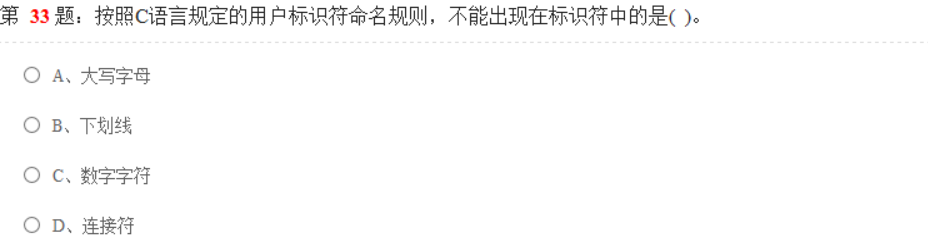 第 33 题：按照C语言规定的用户标识符命名规则，不能出现在标识符中的是( )。
A、大写字母
B、下划线
C、数字字符
D、连接符